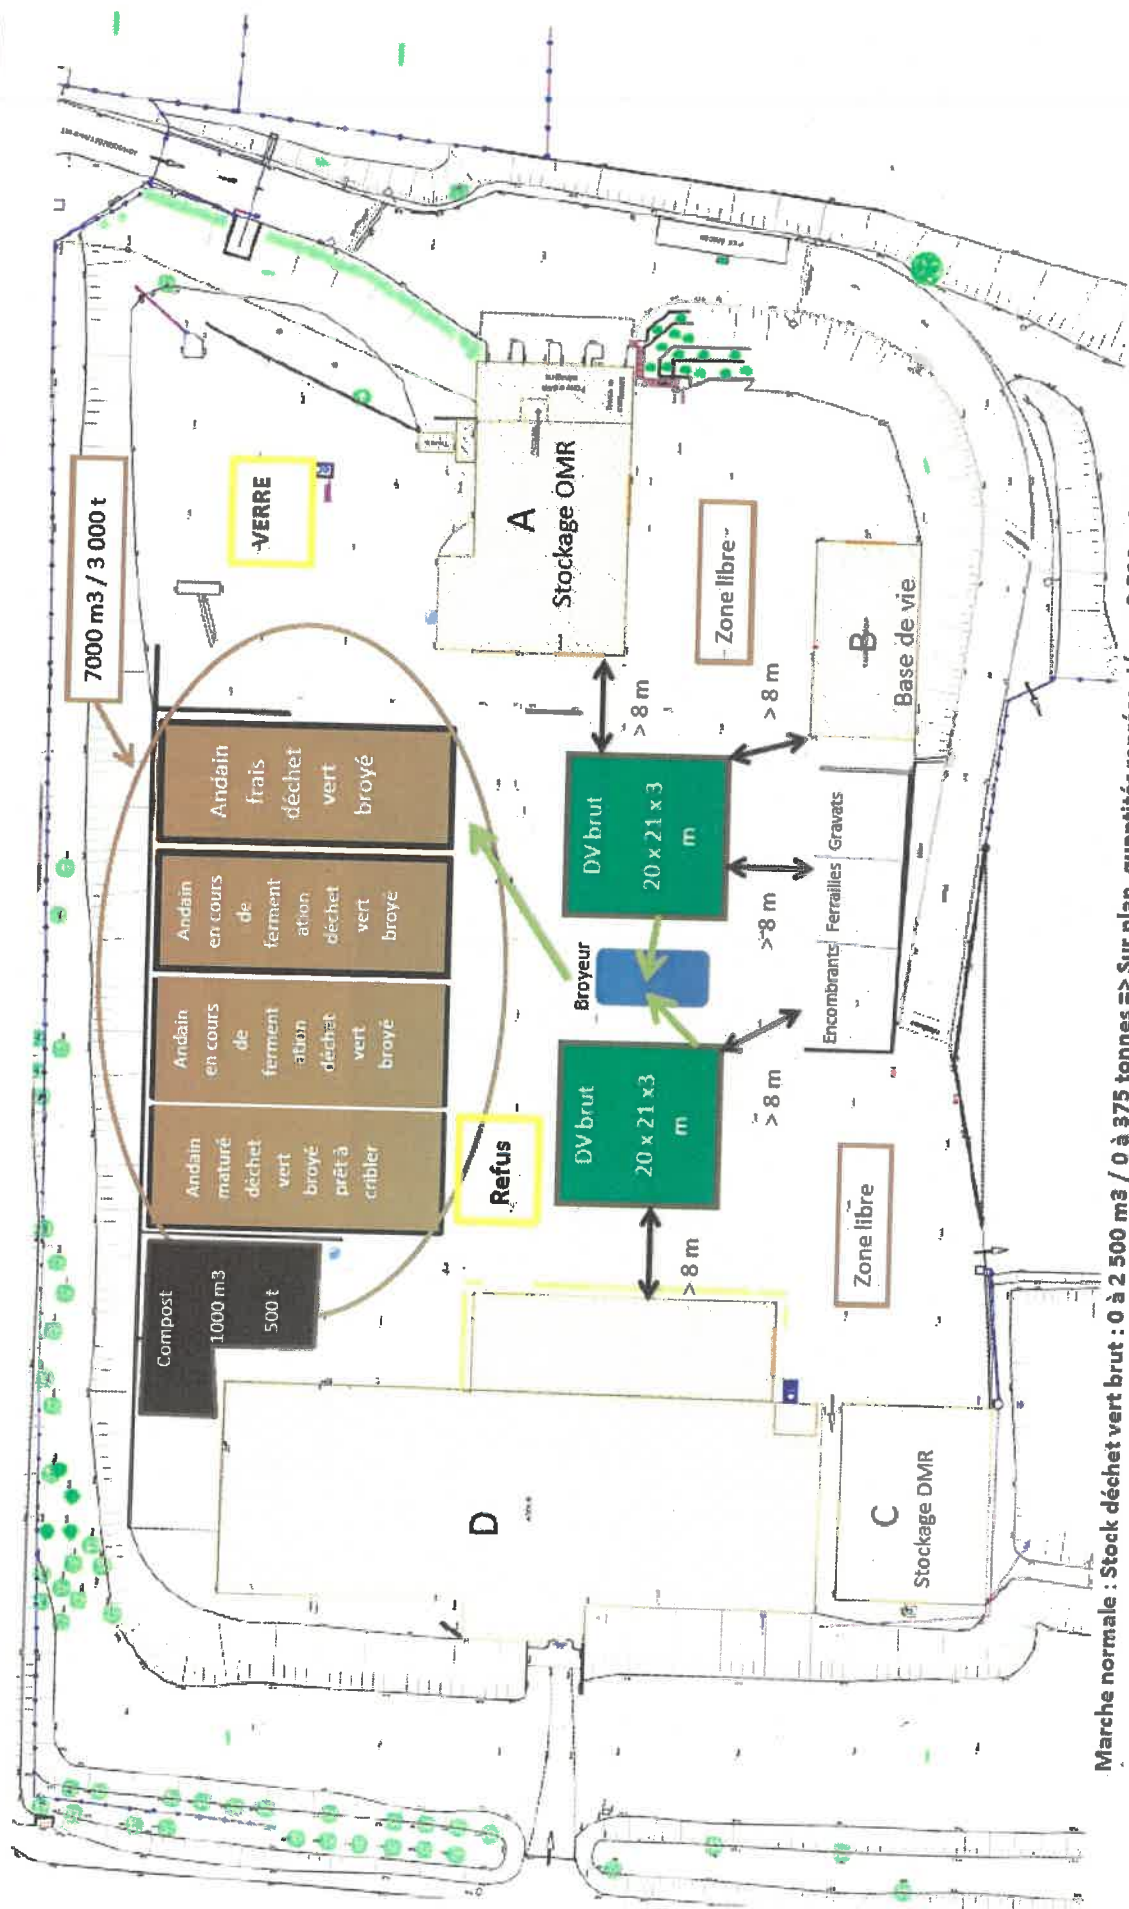 7000 m3 / 3 000 t
VERRE
Compost
1000 m3
500 t
Andain
maturé
déchet
vert
broyé
prêt à
cribler
Andain
en cours
de
ferment
ation
déchet
vert
broyé
Andain
en cours
de
ferment
ation
déchet
vert
broyé
Andain
frais
déchet
vert
broyé
Refus
Broyeur
DV brut
20 x 21 x3
m
DV brut
20 x 21 x 3
m
A
Stockage OMR
> 8 m
> 8 m
> 8 m
> 8 m
> 8 m
Zone libre
Zone libre
Encombrants
Ferrailles
Gravats
B
Base de vie
D
C
Stockage DMR
Marche normale : Stock déchet vert brut : 0 à 2 500 m3 / 0 à 375 tonnes => Sur plan, quantités